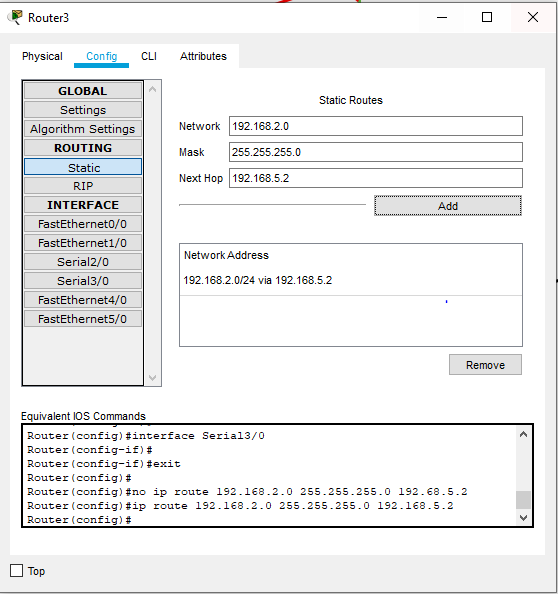 Router3
Physical Config CLI Attributes
GLOBAL
Settings
Algorithm Settings
ROUTING
Static
RIP
INTERFACE
FastEthernet0/0
FastEthernet1/0
Serial2/0
Serial3/0
FastEthernet4/0
FastEthernet5/0
Static Routes
Network 192.168.2.0
Mask 255.255.255.0
Next Hop 192.168.5.2
Add
Network Address
192.168.2.0/24 via 192.168.5.2
Remove
Equivalent IOS Commands
Router(config)#interface Serial3/0
Router(config-if)#
Router(config-if)#exit
Router(config)#
Router(config)#no ip route 192.168.2.0 255.255.255.0 192.68.5.2
Router(config)#ip route 192.168.2.0 255.255.255.0 192.168.5.2
Router(config)#
Top